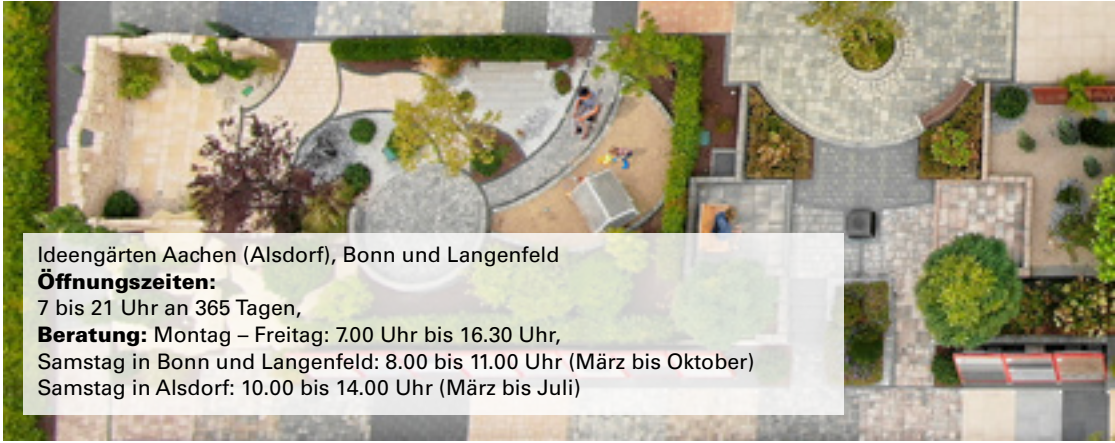 Ideengärten Aachen (Alsdorf), Bonn und Langenfeld
Öffnungszeiten:
7 bis 21 Uhr an 365 Tagen,
Beratung: Montag – Freitag: 7.00 Uhr bis 16.30 Uhr,
Samstag in Bonn und Langenfeld: 8.00 bis 11.00 Uhr (März bis Oktober)
Samstag in Alsdorf: 10.00 bis 14.00 Uhr (März bis Juli)